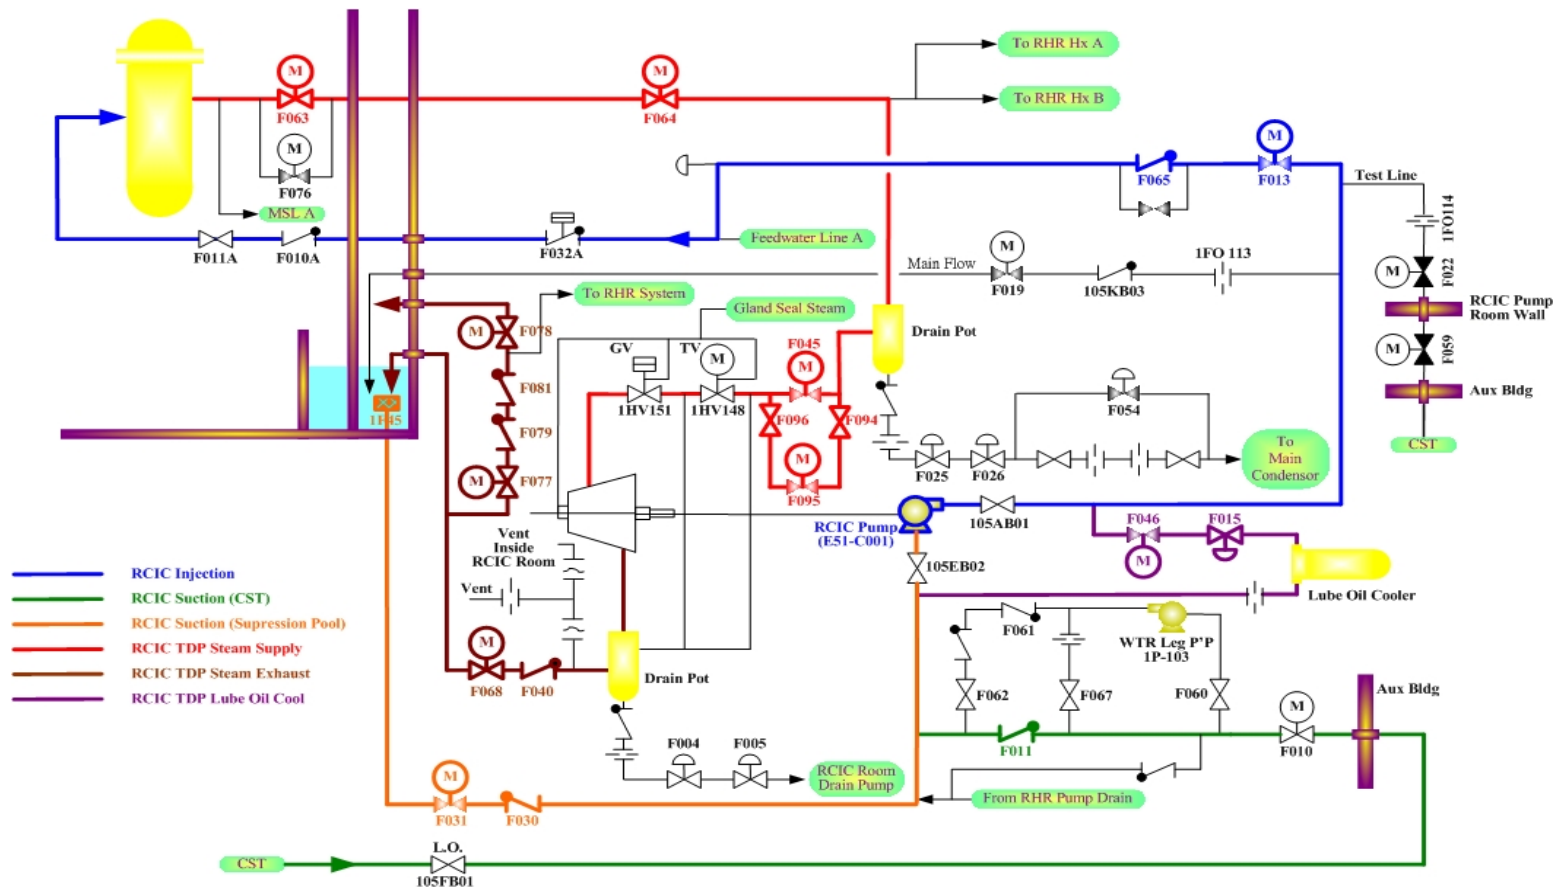 To RHR Hx A
M
M
F063
F064
To RHR Hx B
M
F076
M
F065
F013
Test Line
MSL A
1FO114
F011A
F010A
F032A
Feedwater Line A
Main Flow
M
F019
105KB03
1FO 113
M
F022
To RHR System
Gland Seal Steam
RCIC Pump
Room Wall
M
F078
Drain Pot
GV
TV
M
F045
M
M
F059
F081
1HV151
1HV148
F054
Aux Bldg
1F45
F096
F094
F079
CST
M
F095
F025
F026
To
Main
Condensor
M
F077
RCIC Pump
(E51-C001)
105AB01
F046
F015
M
Vent
Inside
RCIC Room
105EB02
Lube Oil Cooler
RCIC Injection
RCIC Suction (CST)
RCIC Suction (Supression Pool)
RCIC TDP Steam Supply
RCIC TDP Steam Exhaust
RCIC TDP Lube Oil Cool
Vent
F061
WTR Leg P'P
1P-103
M
F068
F040
Drain Pot
F062
F067
F060
M
Aux Bldg
F011
F010
F004
F005
RCIC Room
Drain Pump
M
F031
F030
From RHR Pump Drain
L.O.
CST
105FB01